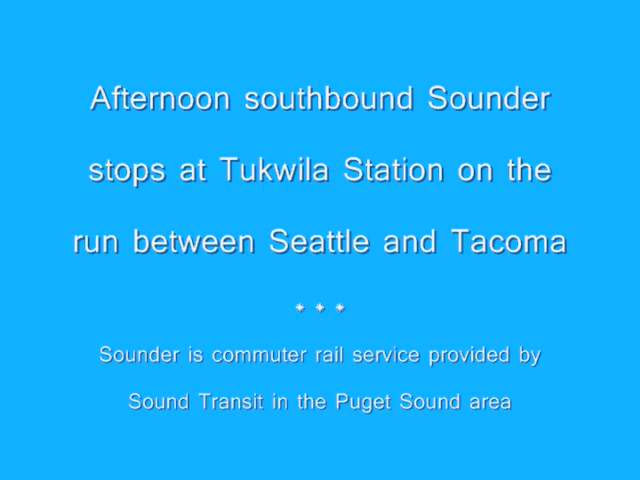 Afternoon southbound Sounder
stops at Tukwila Station on the
run between Seattle and Tacoma
* * *
Sounder is commuter rail service provided by
Sound Transit in the Puget Sound area